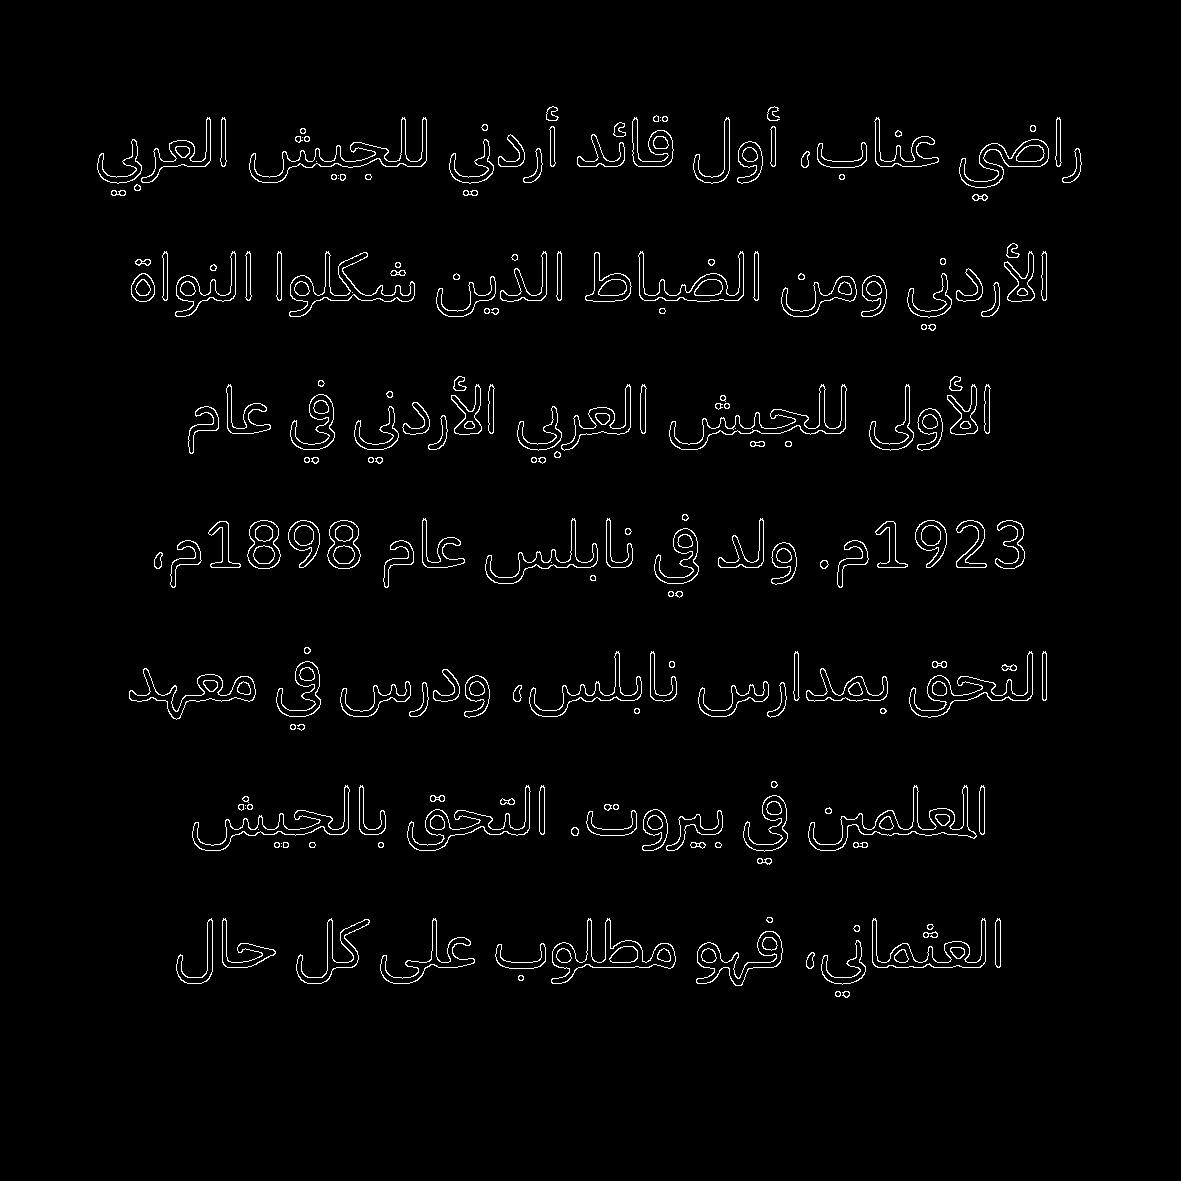 راضي عناب، أول قائد أردني للجيش العربي
الأردني ومن الضباط الذين شكلوا النواة
الأولى للجيش العربي الأردني في عام
1923م. ولد في نابلس عام 1898م،
التحق بمدارس نابلس، ودرس في معهد
المعلمين في بيروت. التحق بالجيش
العثماني، فهو مطلوب على كل حال